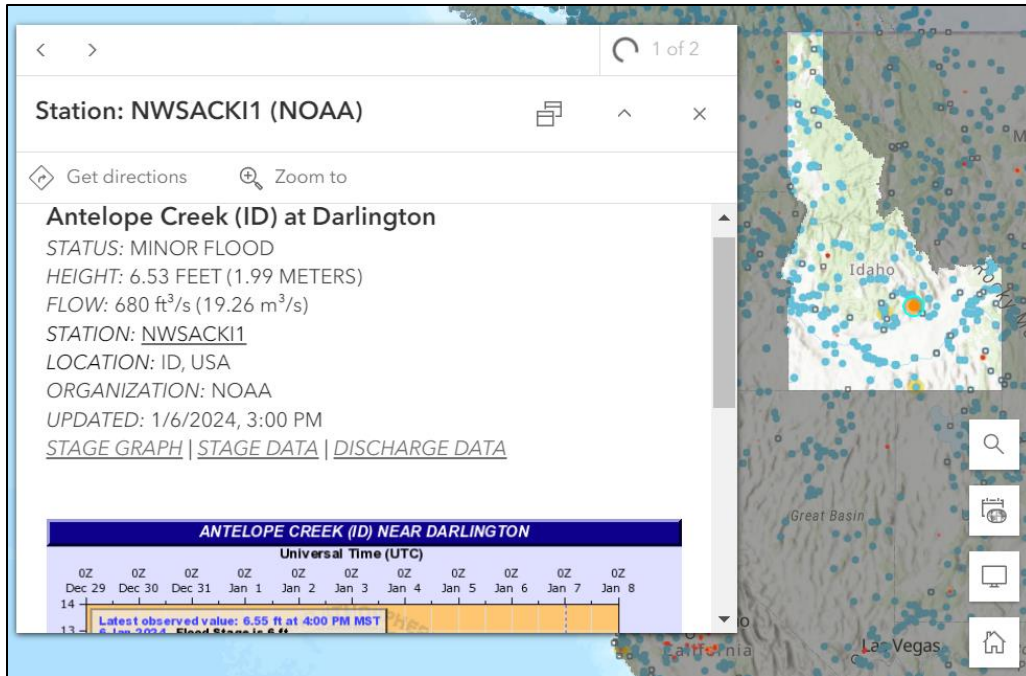 1 of 2
Station: NWSACKI1 (NOAA)
Get directions
Zoom to
Antelope Creek (ID) at Darlington
STATUS: MINOR FLOOD
HEIGHT: 6.53 FEET (1.99 METERS)
FLOW: 680 ft³/s (19.26 m³/s)
STATION: NWSACKI1
LOCATION: ID, USA
ORGANIZATION: NOAA
UPDATED: 1/6/2024, 3:00 PM
STAGE GRAPH | STAGE DATA | DISCHARGE DATA
ANTELOPE CREEK (ID) NEAR DARLINGTON
Universal Time (UTC)
0Z 0Z 0Z 0Z 0Z 0Z 0Z 0Z 0Z 0Z 0Z
Dec 29 Dec 30 Dec 31 Jan 1 Jan 2 Jan 3 Jan 4 Jan 5 Jan 6 Jan 7 Jan 8
14
Latest observed value: 6.55 ft at 4:00 PM MST
13
6 Jan 2024. Flood Stage is 6 ft
Idaho
Great Basin
California
Las Vegas